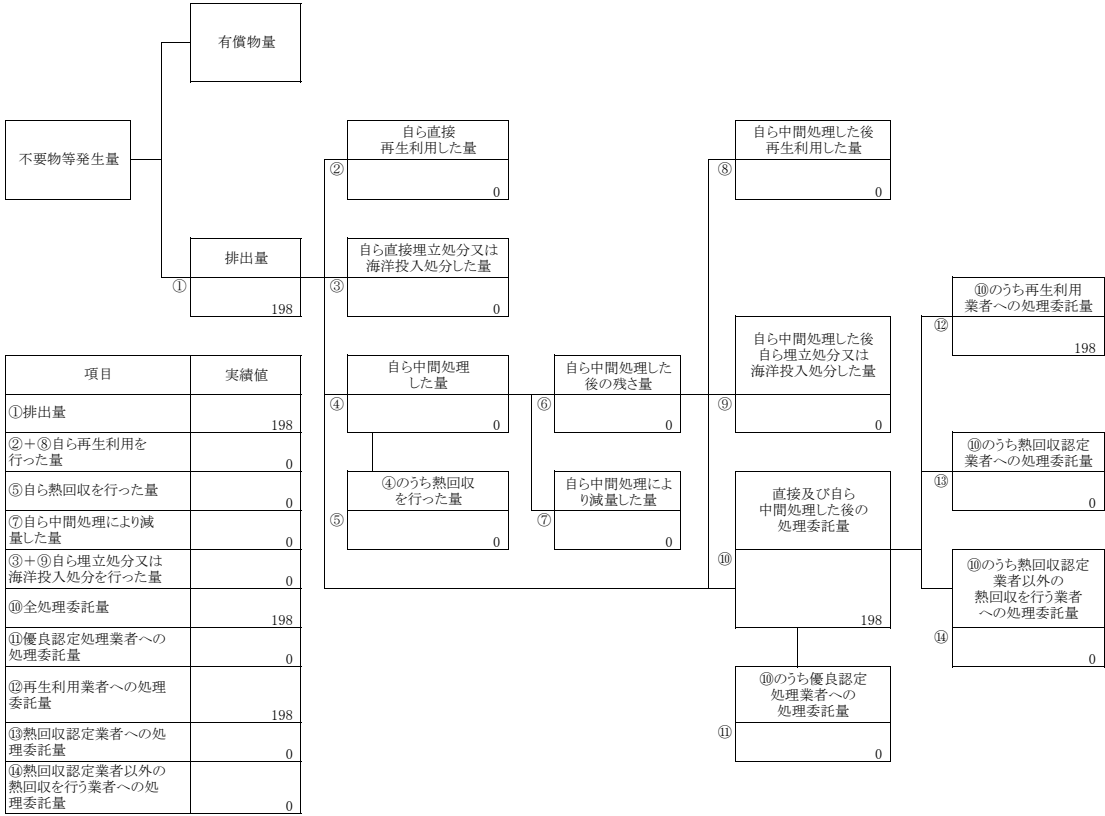 有償物量
不要物等発生量
自ら直接
再生利用した量
②
0
自ら中間処理した後
再生利用した量
⑧
0
排出量
①
198
自ら直接埋立処分又は
海洋投入処分した量
③
0
⑩のうち再生利用
業者への処理委託量
⑫
198
自ら中間処理
した量
④
0
自ら中間処理した
後の残さ量
⑥
0
自ら中間処理した後
自ら埋立処分又は
海洋投入処分した量
⑨
0
⑩のうち熱回収認定
業者への処理委託量
⑬
0
④のうち熱回収
を行った量
⑤
0
自ら中間処理によ
り減量した量
⑦
0
直接及び自ら
中間処理した後の
処理委託量
⑩
198
⑩のうち熱回収認定
業者以外の
熱回収を行う業者
への処理委託量
⑭
0
⑩のうち優良認定
処理業者への
処理委託量
⑪
0
項目 実績値
①排出量
198
②＋⑧自ら再生利用を
行った量
0
⑤自ら熱回収を行った量
0
⑦自ら中間処理により減
量した量
0
③＋⑨自ら埋立処分又は
海洋投入処分を行った量
0
⑩全処理委託量
198
⑪優良認定処理業者への
処理委託量
0
⑫再生利用業者への処理
委託量
198
⑬熱回収認定業者への処
理委託量
0
⑭熱回収認定業者以外の
熱回収を行う業者への処
理委託量
0